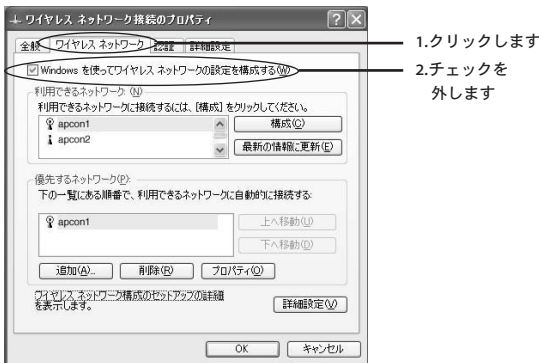 ワイヤレス ネットワーク接続のプロパティ
全般 ワイヤレス ネットワーク 認証 詳細設定
1.クリックします
Windows を使ってワイヤレス ネットワークの設定を構成する(W)
2.チェックを
外します
利用できるネットワーク(N)
利用できるネットワークに接続するには、[構成] をクリックしてください。
apcon1
構成(C)
apcon2
最新の情報に更新(E)
優先するネットワーク(P):
下の一覧にある順番で、利用できるネットワークに自動的に接続する:
apcon1
上へ移動(U)
下へ移動(D)
追加(A)... 削除(R) プロパティ(O)
ワイヤレス ネットワーク構成のセットアップの詳細
を表示します。
詳細設定(V)
OK キャンセル